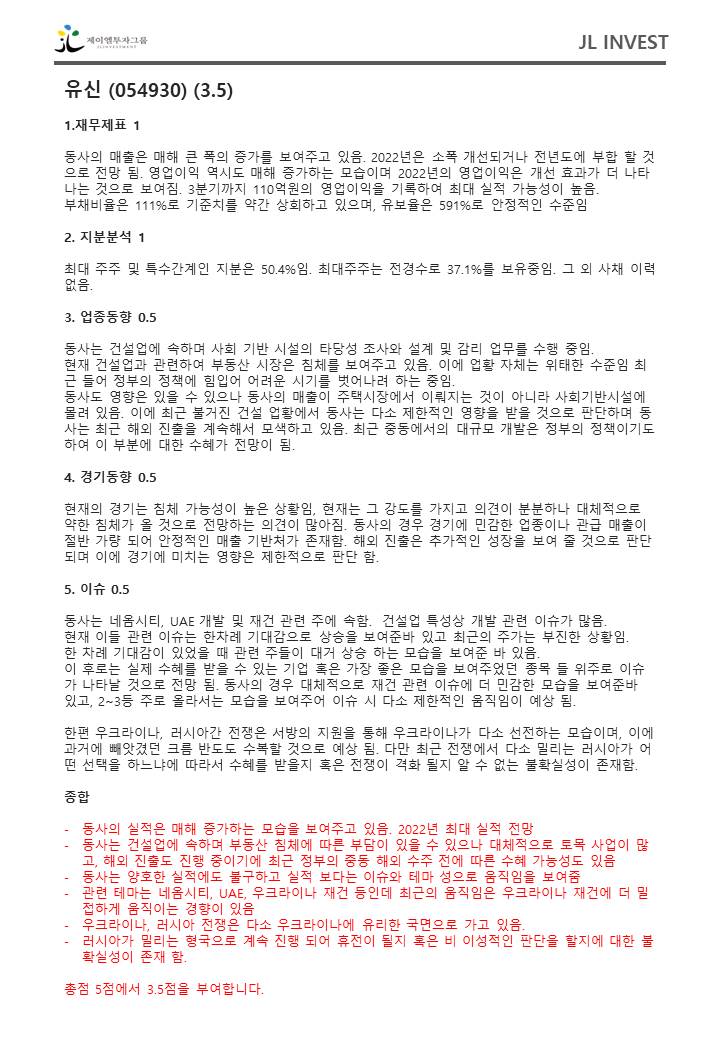 제이엘투자그룹
JLINVESTMENT
JL INVEST
유신 (054930) (3.5)
1.재무제표 1
동사의 매출은 매해 큰 폭의 증가를 보여주고 있음. 2022년은 소폭 개선되거나 전년도에 부합 할 것
으로 전망 됨. 영업이익 역시도 매해 증가하는 모습이며 2022년의 영업이익은 개선 효과가 더 나타
나는 것으로 보여짐. 3분기까지 110억원의 영업이익을 기록하여 최대 실적 가능성이 높음.
부채비율은 111%로 기준치를 약간 상회하고 있으며, 유보율은 591%로 안정적인 수준임
2. 지분분석 1
최대 주주 및 특수간계인 지분은 50.4%임. 최대주주는 전경수로 37.1%를 보유중임. 그 외 사채 이력
없음.
3. 업종동향 0.5
동사는 건설업에 속하며 사회 기반 시설의 타당성 조사와 설계 및 감리 업무를 수행 중임.
현재 건설업과 관련하여 부동산 시장은 침체를 보여주고 있음. 이에 업황 자체는 위태한 수준임 최
근 들어 정부의 정책에 힘입어 어려운 시기를 벗어나려 하는 중임.
동사도 영향은 있을 수 있으나 동사의 매출이 주택시장에서 이뤄지는 것이 아니라 사회기반시설에
몰려 있음. 이에 최근 불거진 건설 업황에서 동사는 다소 제한적인 영향을 받을 것으로 판단하며 동
사는 최근 해외 진출을 계속해서 모색하고 있음. 최근 중동에서의 대규모 개발은 정부의 정책이기도
하여 이 부분에 대한 수혜가 전망이 됨.
4. 경기동향 0.5
현재의 경기는 침체 가능성이 높은 상황임, 현재는 그 강도를 가지고 의견이 분분하나 대체적으로
약한 침체가 올 것으로 전망하는 의견이 많아짐. 동사의 경우 경기에 민감한 업종이나 관급 매출이
절반 가량 되어 안정적인 매출 기반처가 존재함. 해외 진출은 추가적인 성장을 보여 줄 것으로 판단
되며 이에 경기에 미치는 영향은 제한적으로 판단 함.
5. 이슈 0.5
동사는 네옴시티, UAE 개발 및 재건 관련 주에 속함. 건설업 특성상 개발 관련 이슈가 많음.
현재 이들 관련 이슈는 한차례 기대감으로 상승을 보여준바 있고 최근의 주가는 부진한 상황임.
한 차례 기대감이 있었을 때 관련 주들이 대거 상승 하는 모습을 보여준 바 있음.
이 후로는 실제 수혜를 받을 수 있는 기업 혹은 가장 좋은 모습을 보여주었던 종목 들 위주로 이슈
가 나타날 것으로 전망 됨. 동사의 경우 대체적으로 재건 관련 이슈에 더 민감한 모습을 보여준바
있고, 2~3등 주로 올라서는 모습을 보여주어 이슈 시 다소 제한적인 움직임이 예상 됨.
한편 우크라이나, 러시아간 전쟁은 서방의 지원을 통해 우크라이나가 다소 선전하는 모습이며, 이에
과거에 빼앗겼던 크름 반도도 수복할 것으로 예상 됨. 다만 최근 전쟁에서 다소 밀리는 러시아가 어
떤 선택을 하느냐에 따라서 수혜를 받을지 혹은 전쟁이 격화 될지 알 수 없는 불확실성이 존재함.
종합
- 동사의 실적은 매해 증가하는 모습을 보여주고 있음. 2022년 최대 실적 전망
- 동사는 건설업에 속하며 부동산 침체에 따른 부담이 있을 수 있으나 대체적으로 토목 사업이 많
고, 해외 진출도 진행 중이기에 최근 정부의 중동 해외 수주 전에 따른 수혜 가능성도 있음
- 동사는 양호한 실적에도 불구하고 실적 보다는 이슈와 테마 성으로 움직임을 보여줌
- 관련 테마는 네옴시티, UAE, 우크라이나 재건 등인데 최근의 움직임은 우크라이나 재건에 더 밀
접하게 움직이는 경향이 있음
- 우크라이나, 러시아 전쟁은 다소 우크라이나에 유리한 국면으로 가고 있음.
- 러시아가 밀리는 형국으로 계속 진행 되어 휴전이 될지 혹은 비 이성적인 판단을 할지에 대한 불
확실성이 존재 함.
총점 5점에서 3.5점을 부여합니다.